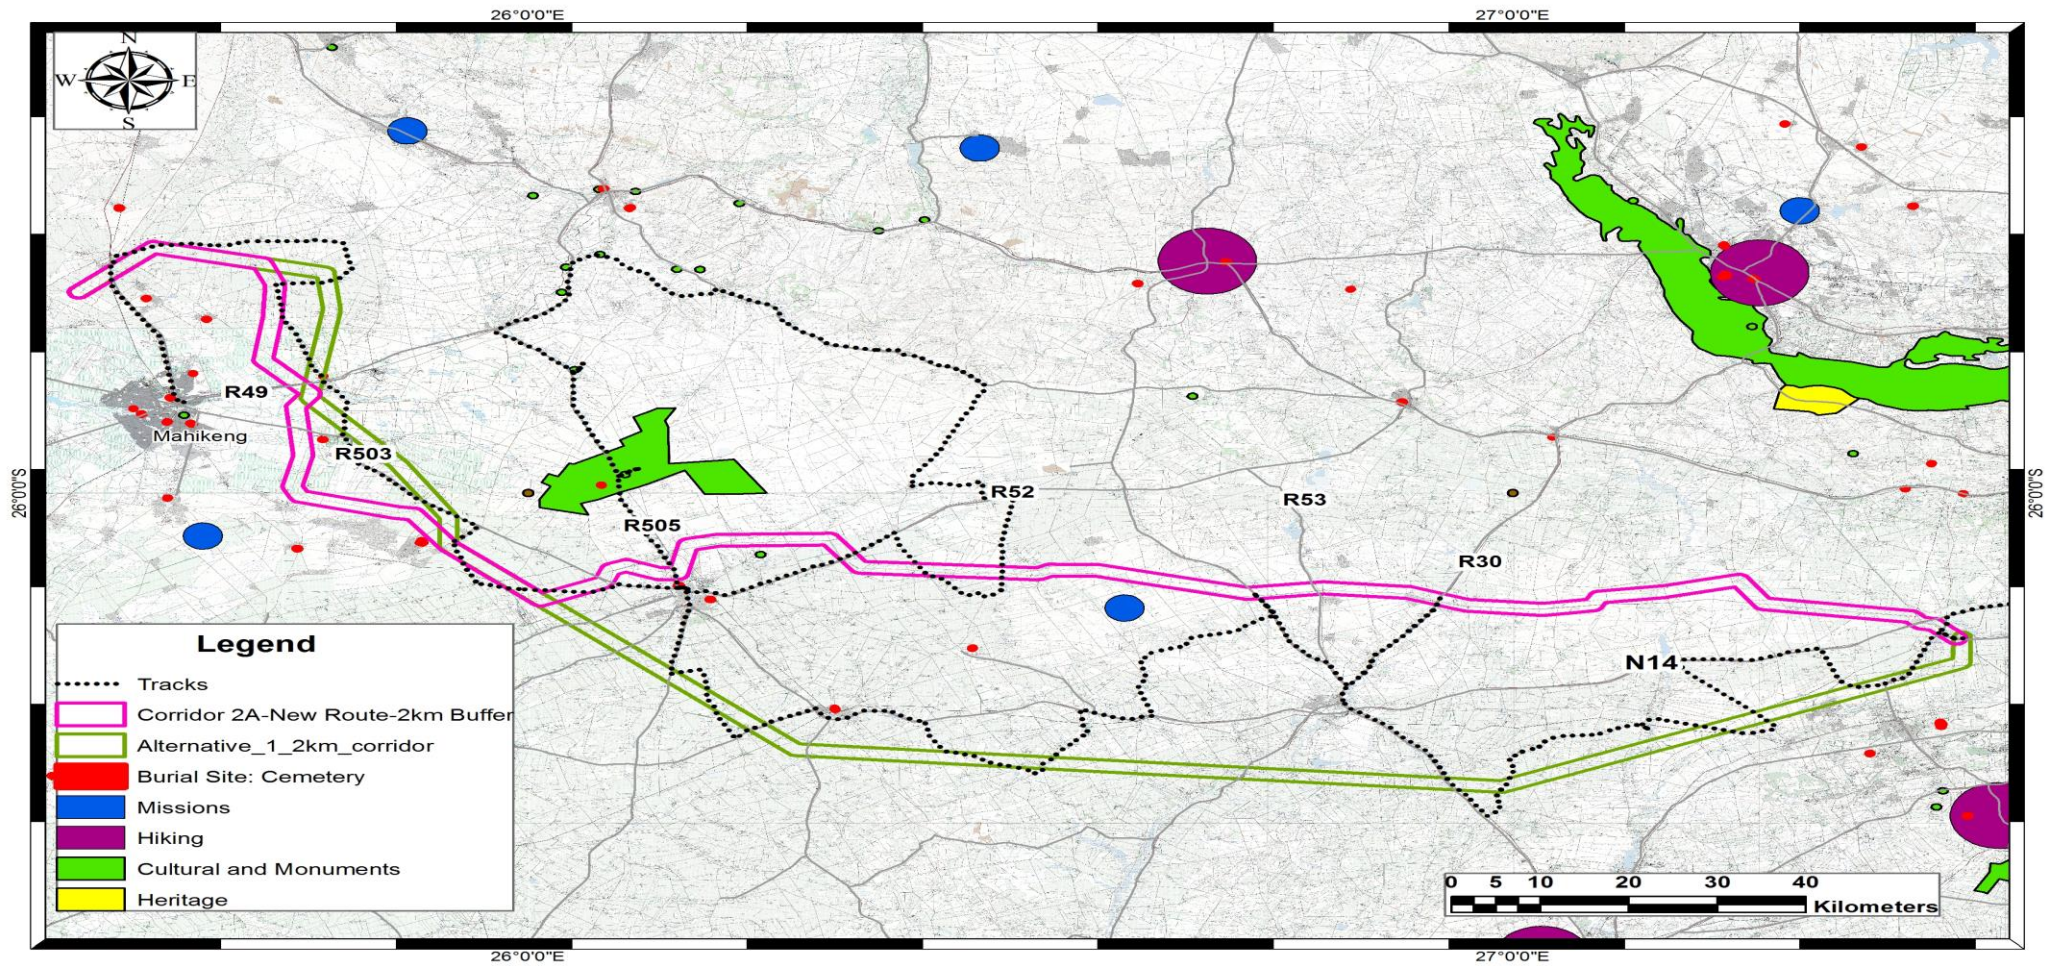 26°0'0"E 27°0'0"E
N
W E
S
R49
Mahikeng
R503
26°0'0"S 26°0'0"S
R52
R53
R505
R30
N14
Legend
Tracks
Corridor 2A-New Route-2km Buffer
Alternative_1_2km_corridor
Burial Site: Cemetery
Missions
Hiking
Cultural and Monuments
Heritage
0 5 10 20 30 40
Kilometers
26°0'0"E 27°0'0"E